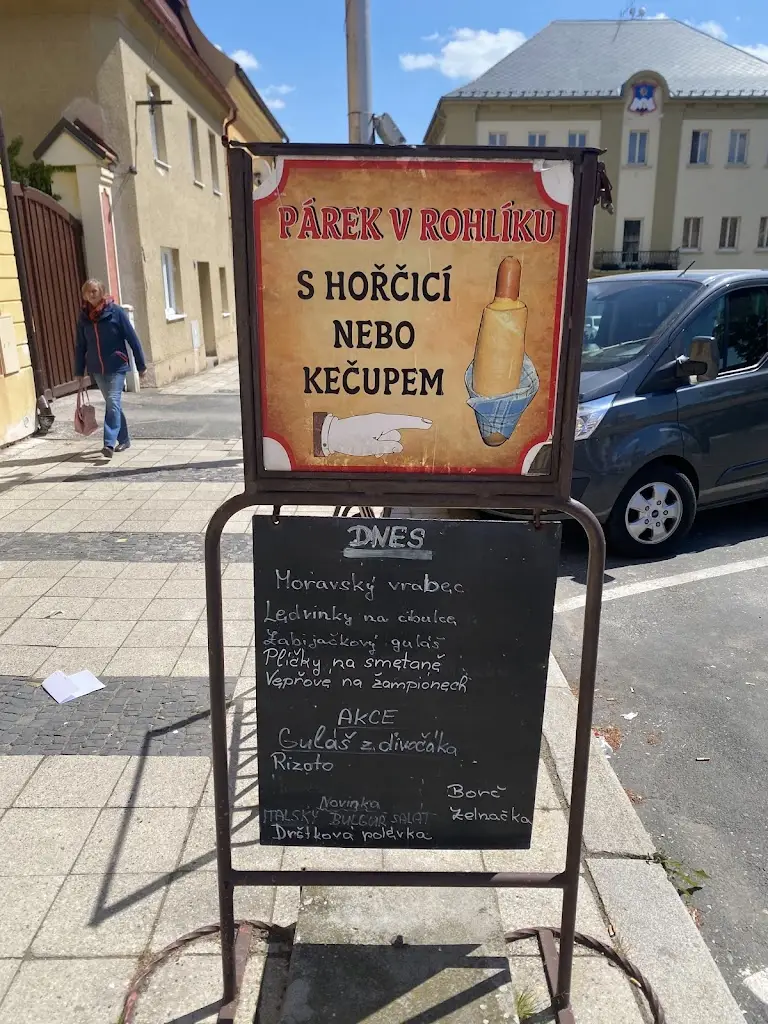 PÁREK V ROHLÍKU
S HOŘČICÍ
NEBO
KEČUPEM
DNES
Moravský vrabec
Ledvinky na cibulce
Zabijačkový guláš
Plíčky na smetaně
Vepřové na žampionech
AKCE
Guláš z divočáka
Rizoto
Boršč
Zelňačka
Novinka
ITALSKÝ BULGUR SALÁT
Dršťková polévka